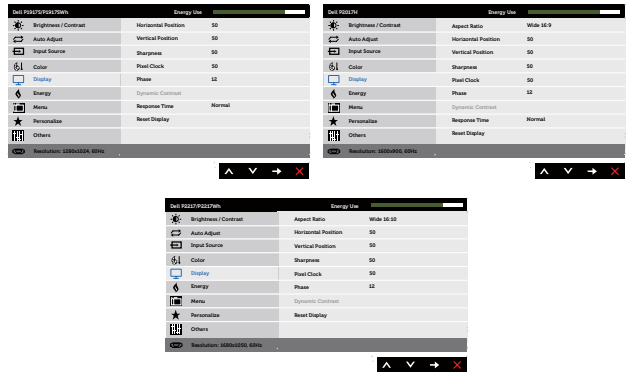 Dell P1917S/P1917SWh Energy Use
Brightness / Contrast Horizontal Position 50
Auto Adjust Vertical Position 50
Input Source Sharpness 50
Color Pixel Clock 50
Display Phase 12
Energy Dynamic Contrast
Menu Response Time Normal
Personalize Reset Display
Others
Resolution: 1280x1024, 60Hz
Dell P2017H Energy Use
Brightness / Contrast Aspect Ratio Wide 16:9
Auto Adjust Horizontal Position 50
Input Source Vertical Position 50
Color Sharpness 50
Display Pixel Clock 50
Energy Phase 12
Menu Dynamic Contrast
Personalize Response Time Normal
Others Reset Display
Resolution: 1600x900, 60Hz
Dell P2217/P2217Wh Energy Use
Brightness / Contrast Aspect Ratio Wide 16:10
Auto Adjust Horizontal Position 50
Input Source Vertical Position 50
Color Sharpness 50
Display Pixel Clock 50
Energy Phase 12
Menu Dynamic Contrast
Personalize Reset Display
Others
Resolution: 1680x1050, 60Hz